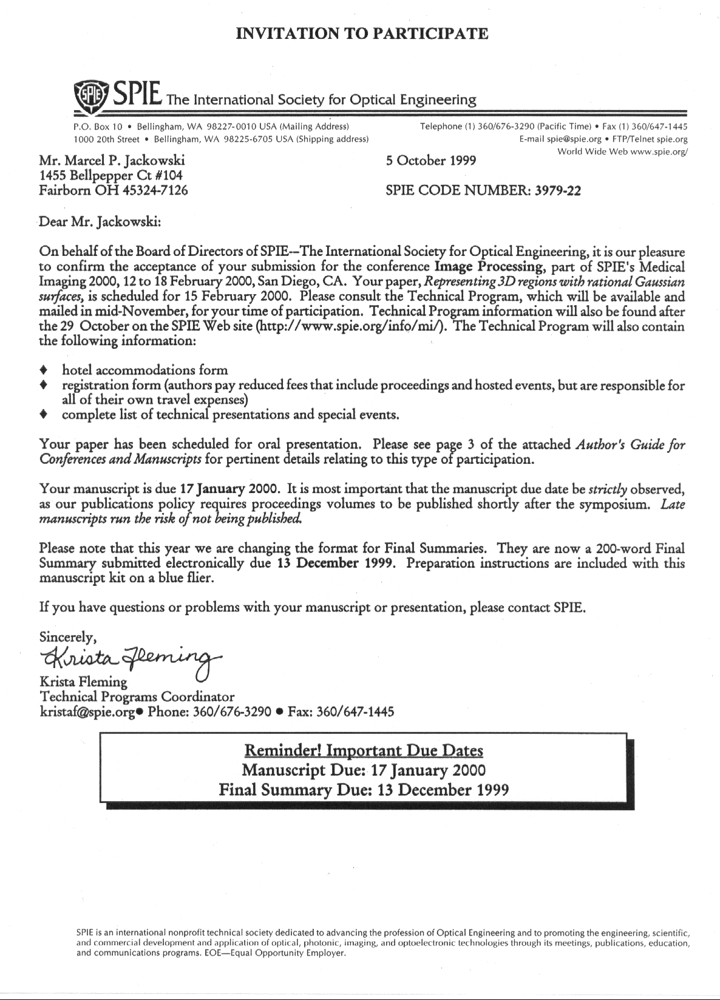 INVITATION TO PARTICIPATE
SPIE SPIE The International Society for Optical Engineering
P.O. Box 10 • Bellingham, WA 98227-0010 USA (Mailing Address)
Telephone (1) 360/676-3290 (Pacific Time) • Fax (1) 360/647-1445
1000 20th Street • Bellingham, WA 98225-6705 USA (Shipping address)
E-mail spie@spie.org • FTP/Telnet spie.org
World Wide Web www.spie.org/
Mr. Marcel P. Jackowski
1455 Bellpepper Ct #104
Fairborn OH 45324-7126
5 October 1999
SPIE CODE NUMBER: 3979-22
Dear Mr. Jackowski:
On behalf of the Board of Directors of SPIE--The International Society for Optical Engineering, it is our pleasure
to confirm the acceptance of your submission for the conference Image Processing, part of SPIE's Medical
Imaging 2000, 12 to 18 February 2000, San Diego, CA. Your paper, Representing 3D regions with rational Gaussian
surfaces, is scheduled for 15 February 2000. Please consult the Technical Program, which will be available and
mailed in mid-November, for your time of participation. Technical Program information will also be found after
the 29 October on the SPIE Web site (http://www.spie.org/info/mi/). The Technical Program will also contain
the following information:
♦ hotel accommodations form
♦ registration form (authors pay reduced fees that include proceedings and hosted events, but are responsible for
all of their own travel expenses)
♦ complete list of technical presentations and special events.
Your paper has been scheduled for oral presentation. Please see page 3 of the attached Author's Guide for
Conferences and Manuscripts for pertinent details relating to this type of participation.
Your manuscript is due 17 January 2000. It is most important that the manuscript due date be strictly observed,
as our publications policy requires proceedings volumes to be published shortly after the symposium. Late
manuscripts run the risk of not being published.
Please note that this year we are changing the format for Final Summaries. They are now a 200-word Final
Summary submitted electronically due 13 December 1999. Preparation instructions are included with this
manuscript kit on a blue flier.
If you have questions or problems with your manuscript or presentation, please contact SPIE.
Sincerely,
Krista Fleming
Krista Fleming
Technical Programs Coordinator
kristaf@spie.org• Phone: 360/676-3290 • Fax: 360/647-1445
Reminder! Important Due Dates
Manuscript Due: 17 January 2000
Final Summary Due: 13 December 1999
SPIE is an international nonprofit technical society dedicated to advancing the profession of Optical Engineering and to promoting the engineering, scientific,
and commercial development and application of optical, photonic, imaging, and optoelectronic technologies through its meetings, publications, education,
and communications programs. EOE—Equal Opportunity Employer.